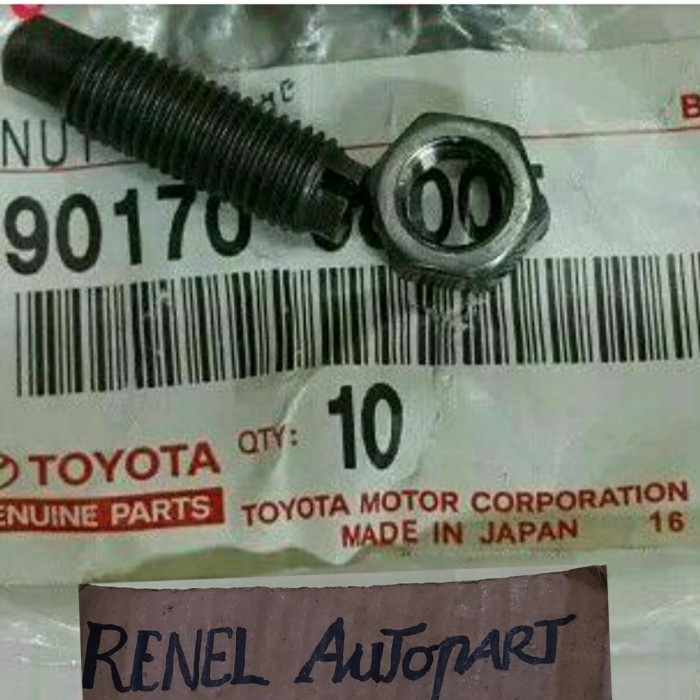 NUT
90170
QTY: 10
TOYOTA
GENUINE PARTS
TOYOTA MOTOR CORPORATION
MADE IN JAPAN 16
RENEL AUTOPART